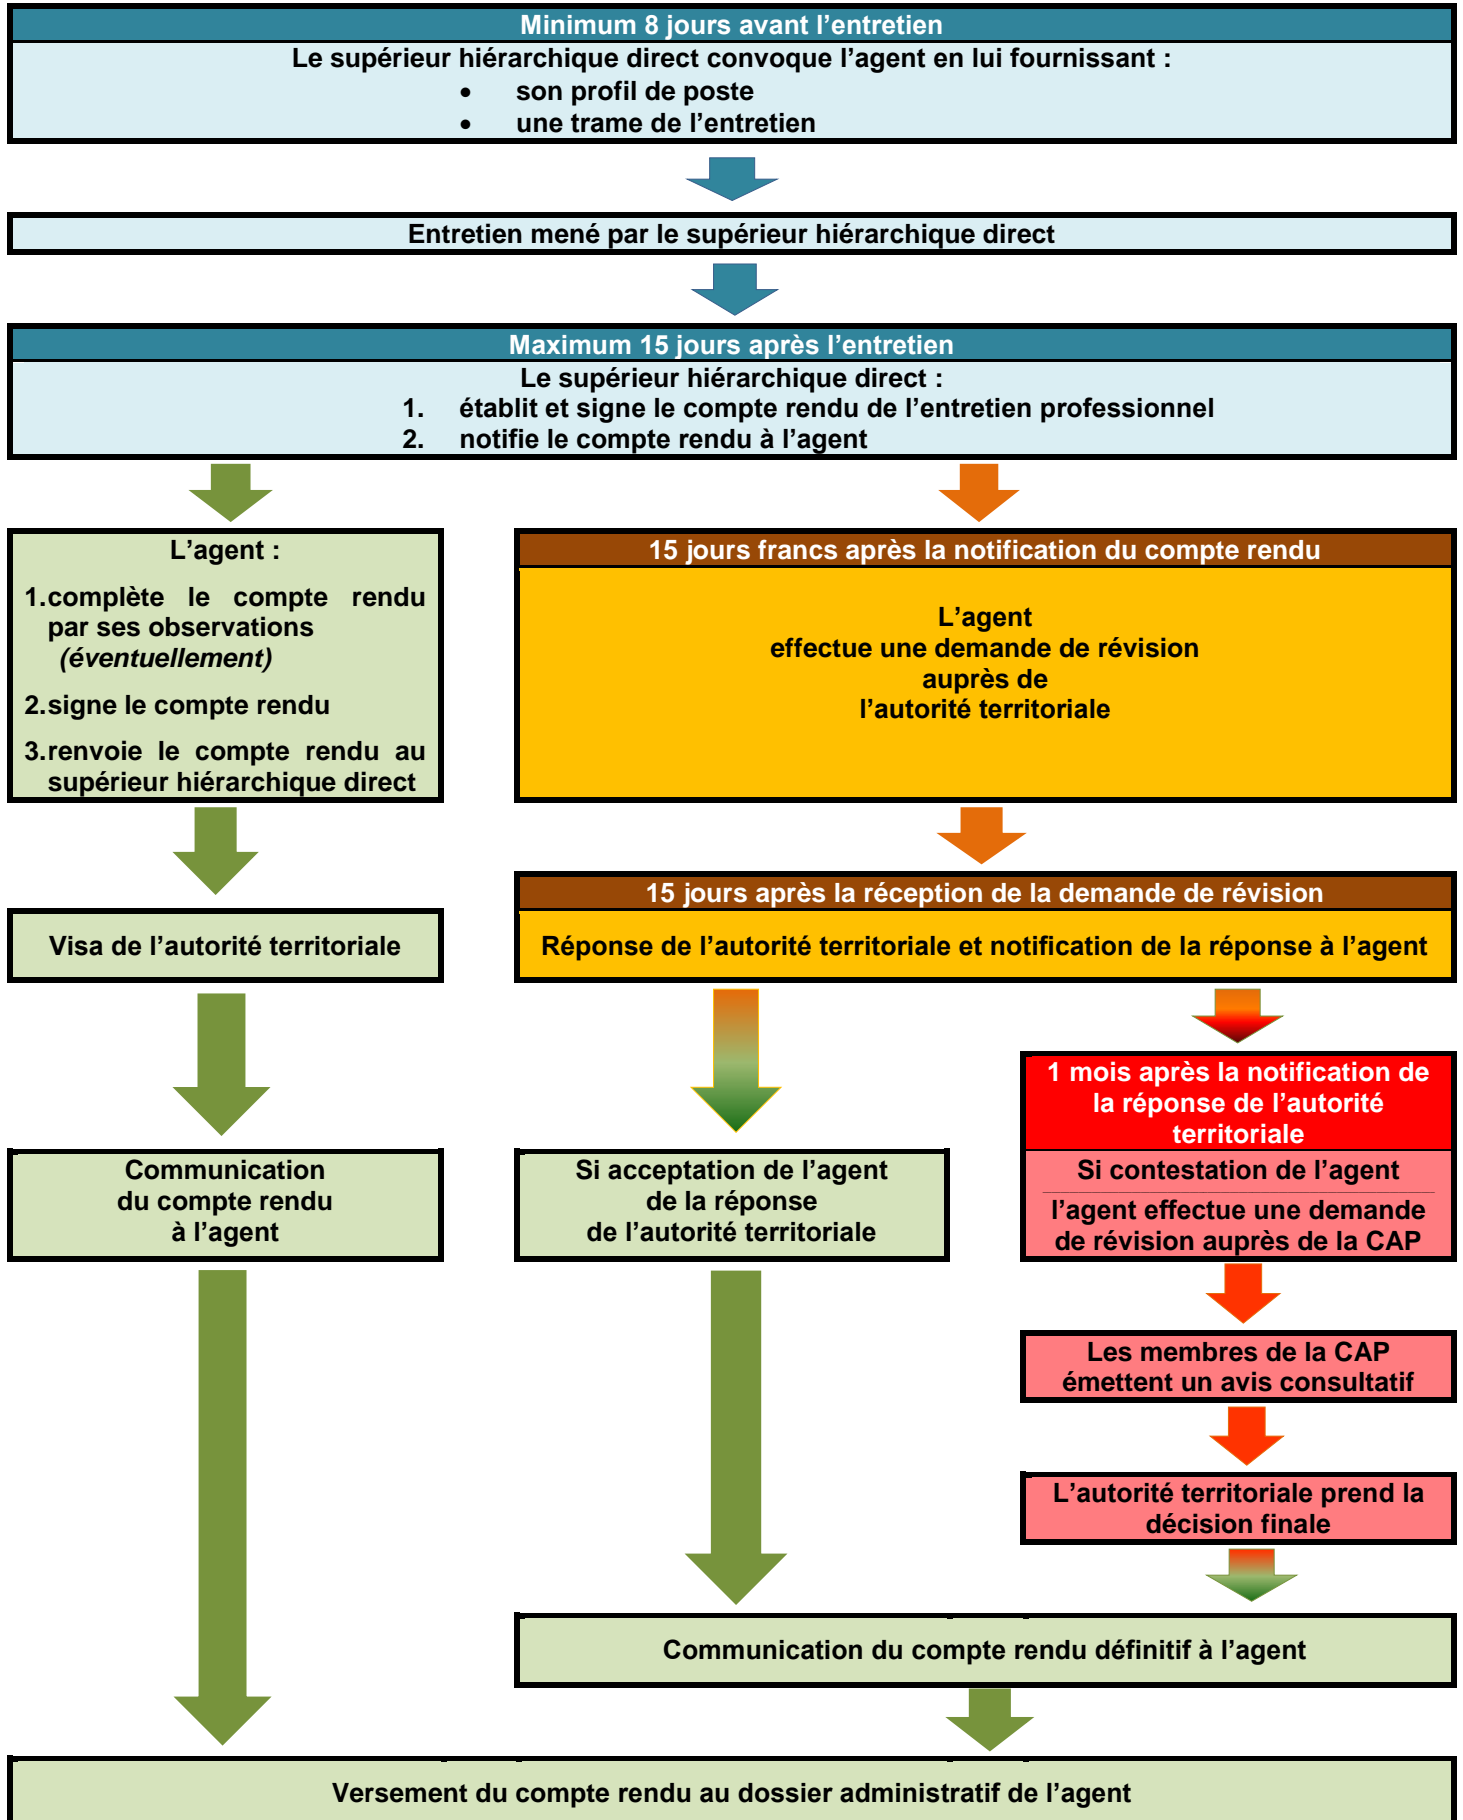 Minimum 8 jours avant l’entretien
Le supérieur hiérarchique direct convoque l’agent en lui fournissant :
• son profil de poste
• une trame de l’entretien
Entretien mené par le supérieur hiérarchique direct
Maximum 15 jours après l’entretien
Le supérieur hiérarchique direct :
1. établit et signe le compte rendu de l’entretien professionnel
2. notifie le compte rendu à l’agent
L’agent :
1. complète le compte rendu
par ses observations
(éventuellement)
2. signe le compte rendu
3. renvoie le compte rendu au
supérieur hiérarchique direct
15 jours francs après la notification du compte rendu
L’agent
effectue une demande de révision
auprès de
l’autorité territoriale
15 jours après la réception de la demande de révision
Réponse de l’autorité territoriale et notification de la réponse à l’agent
Visa de l’autorité territoriale
1 mois après la notification de
la réponse de l’autorité
territoriale
Si contestation de l’agent
l’agent effectue une demande
de révision auprès de la CAP
Communication
du compte rendu
à l’agent
Si acceptation de l’agent
de la réponse
de l’autorité territoriale
Les membres de la CAP
émettent un avis consultatif
L’autorité territoriale prend la
décision finale
Communication du compte rendu définitif à l’agent
Versement du compte rendu au dossier administratif de l’agent